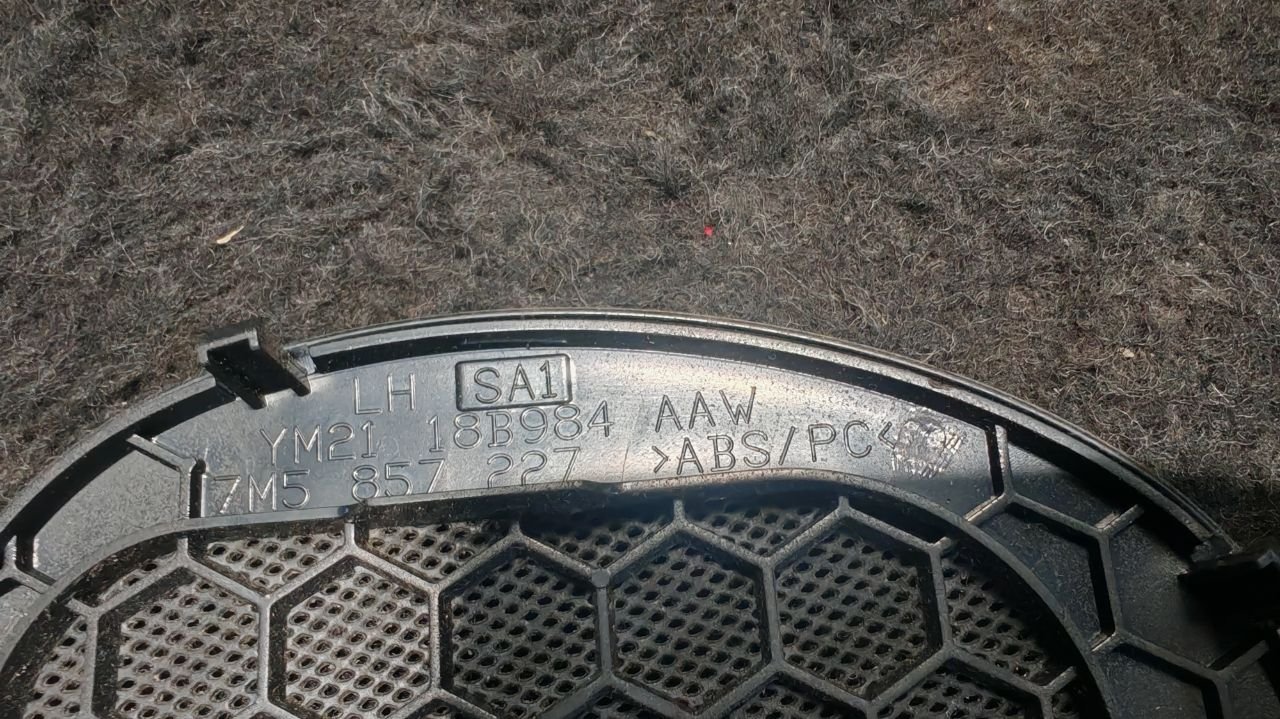 LH SA1
YM21 18B984 AAW
7M5 857 227 >ABS/PC<